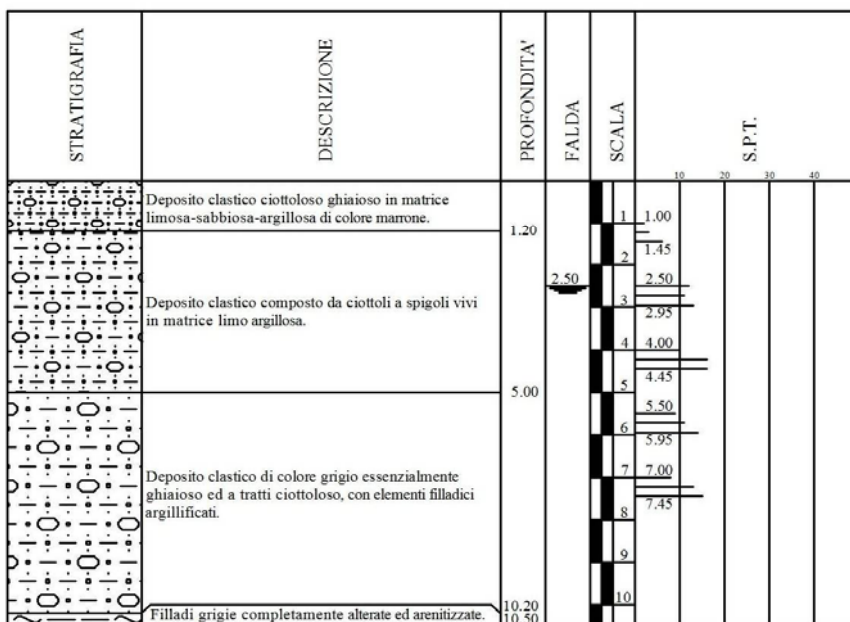 STRATIGRAFIA
DESCRIZIONE
PROFONDITA'
FALDA
SCALA
S.P.T.
10 20 30 40
Deposito clastico ciottoloso ghiaioso in matrice
limosa-sabbiosa-argillosa di colore marrone.
1.20
Deposito clastico composto da ciottoli a spigoli vivi
in matrice limo argillosa.
5.00
Deposito clastico di colore grigio essenzialmente
ghiaioso ed a tratti ciottoloso, con elementi filladici
argillificati.
10.20
Filladi grigie completamente alterate ed arenitizzate.
10.50
2.50
1
2
3
4
5
6
7
8
9
10
1.00
1.45
2.50
2.95
4.00
4.45
5.50
5.95
7.00
7.45